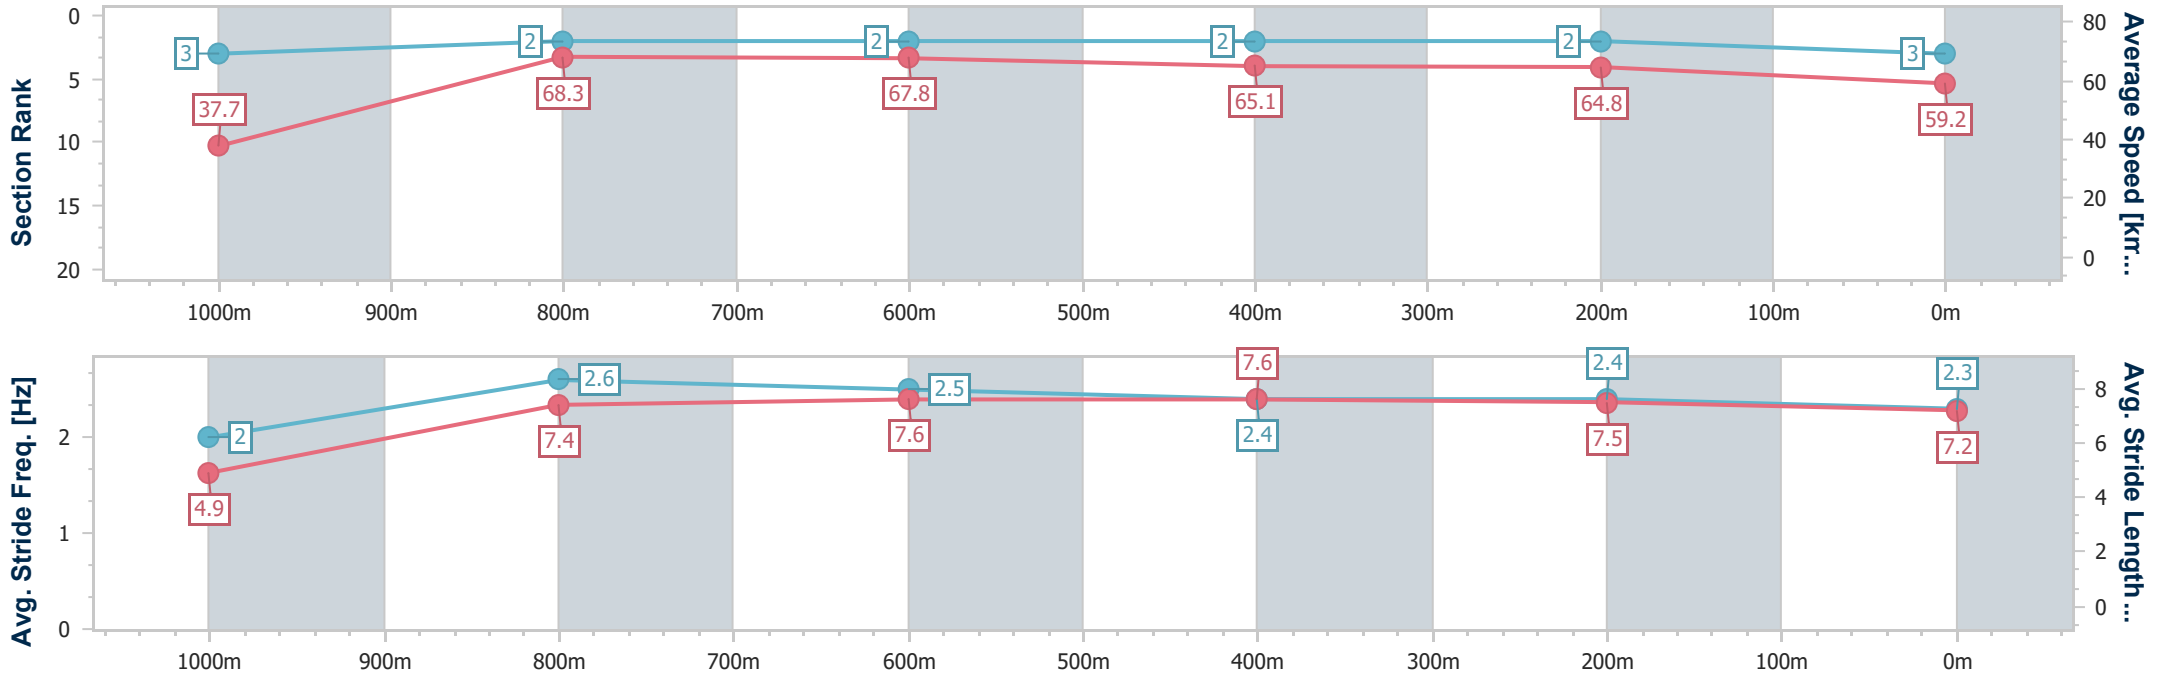 Section Rank
0
5
10
15
20
3
2
2
2
2
3
37.7
68.3
67.8
65.1
64.8
59.2
80
60
40
20
0
Average Speed [km...
1000m
900m
800m
700m
600m
500m
400m
300m
200m
100m
0m
Avg. Stride Freq. [Hz]
2
1
0
2
2.6
2.5
2.4
2.4
2.3
4.9
7.4
7.6
7.6
7.5
7.2
8
6
4
2
0
Avg. Stride Length ...
1000m
900m
800m
700m
600m
500m
400m
300m
200m
100m
0m